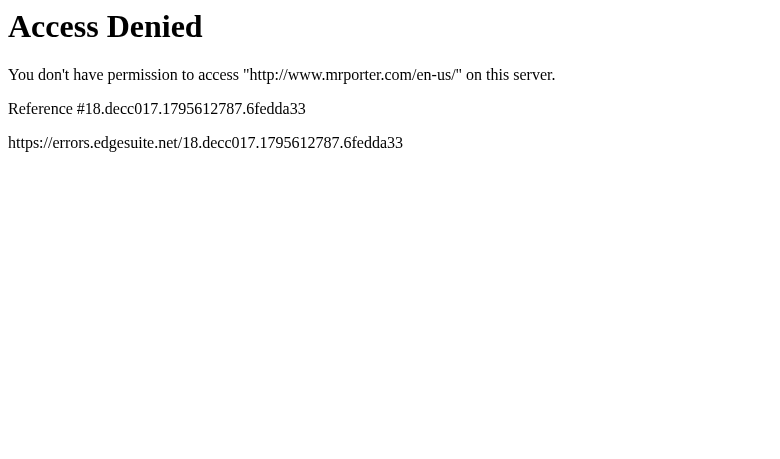 Access Denied
You don't have permission to access "http://www.mrporter.com/en-us/" on this server.
Reference #18.decc017.1795612787.6fedda33
https://errors.edgesuite.net/18.decc017.1795612787.6fedda33